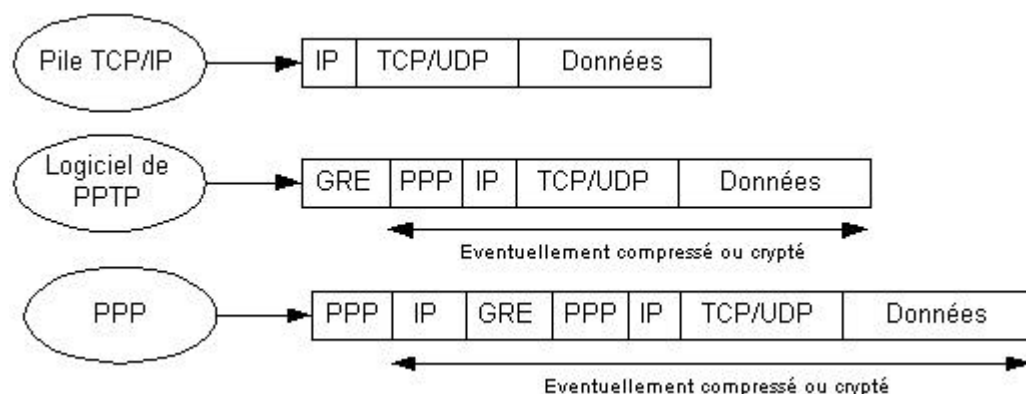 Pile TCP/IP
IP TCP/UDP Données
Logiciel de
PPTP
GRE PPP IP TCP/UDP Données
Eventuellement compressé ou crypté
PPP
PPP IP GRE PPP IP TCP/UDP Données
Eventuellement compressé ou crypté